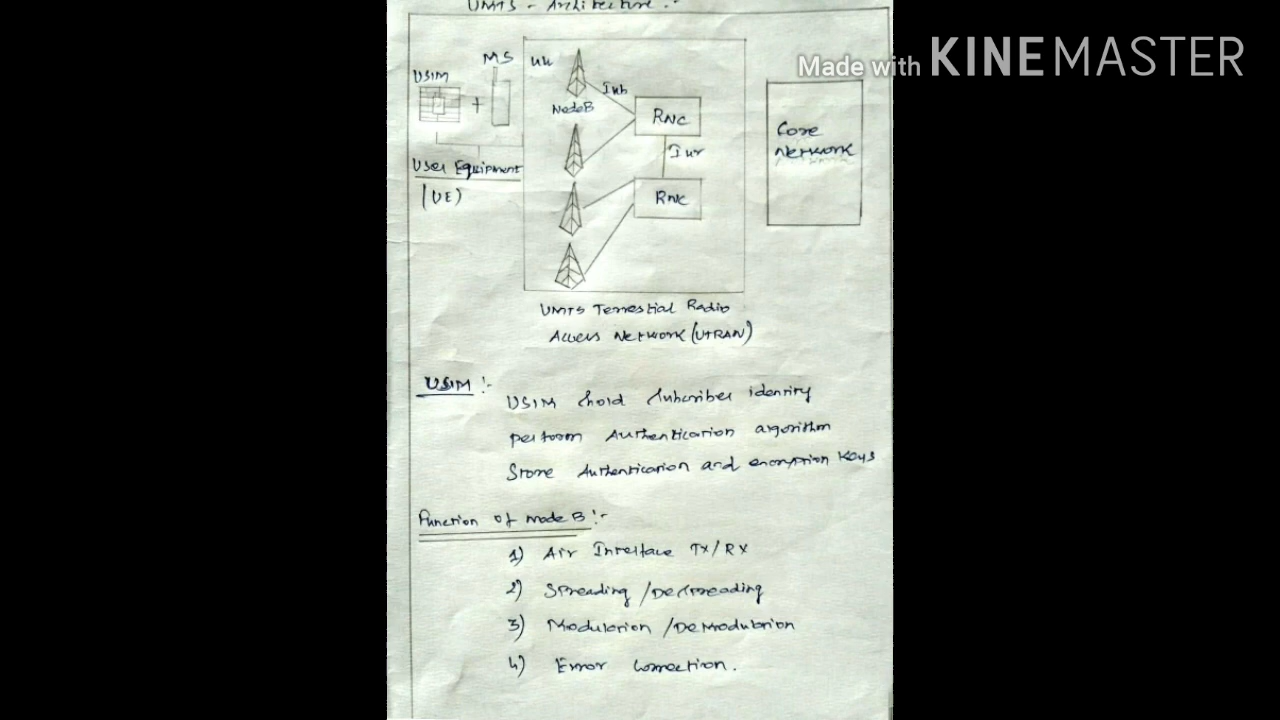 UMTS - Architecture :-
Made with KINEMASTER
USIM
MS
+
User Equipment
(UE)
Uu
Iub
NodeB
RNC
Iur
RNC
Core
Network
UMTS Terrestial Radio
Access Network (UTRAN)
USIM :-
USIM hold Subscriber identity
perform Authentication algorithm
Store Authentication and encryption Keys
Function of node B :-
1) Air Interface TX/RX
2) Spreading /Despreading
3) Modulation /Demodulation
4) Error Correction.